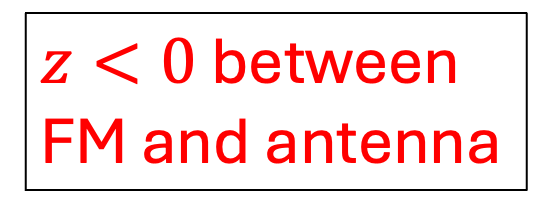 z < 0 between
FM and antenna